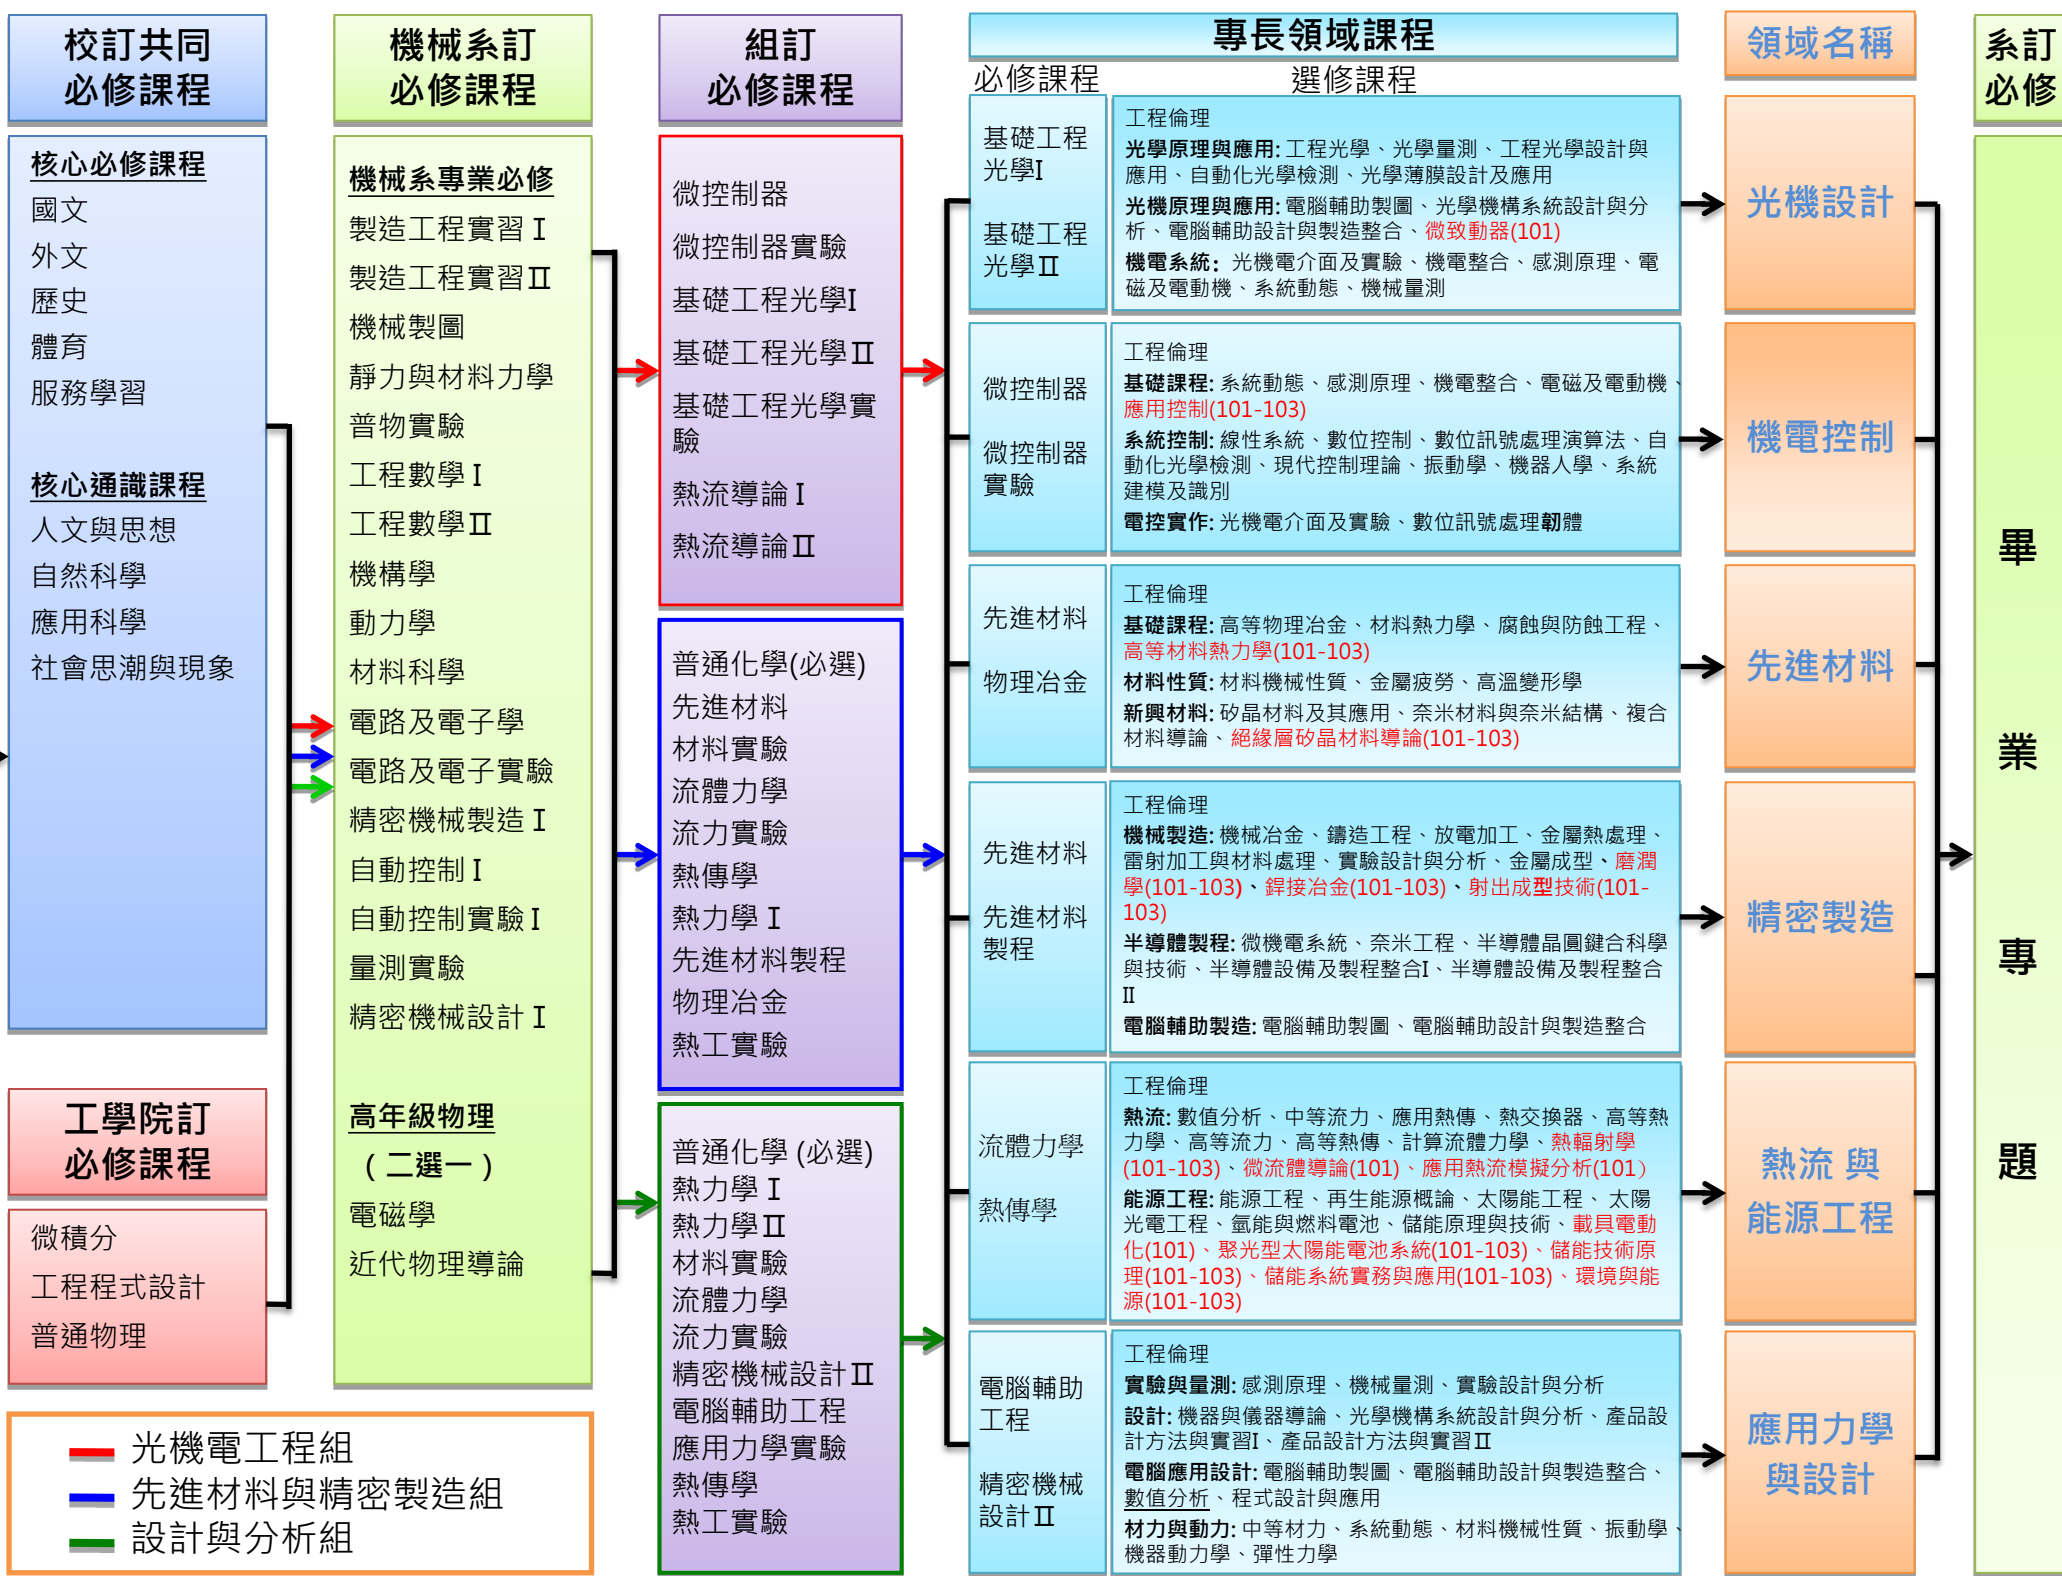 校訂共同
必修課程
核心必修課程
國文
外文
歷史
體育
服務學習
核心通識課程
人文與思想
自然科學
應用科學
社會思潮與現象
工學院訂
必修課程
微積分
工程程式設計
普通物理
光機電工程組
先進材料與精密製造組
設計與分析組
機械系訂
必修課程
機械系專業必修
製造工程實習 I
製造工程實習 II
機械製圖
靜力與材料力學
普物實驗
工程數學 I
工程數學 II
機構學
動力學
材料科學
電路及電子學
電路及電子實驗
精密機械製造 I
自動控制 I
自動控制實驗 I
量測實驗
精密機械設計 I
高年級物理
（二選一）
電磁學
近代物理導論
組訂
必修課程
微控制器
微控制器實驗
基礎工程光學I
基礎工程光學II
基礎工程光學實
驗
熱流導論 I
熱流導論 II
普通化學(必選)
先進材料
材料實驗
流體力學
流力實驗
熱傳學
熱力學 I
先進材料製程
物理冶金
熱工實驗
普通化學 (必選)
熱力學 I
熱力學 II
材料實驗
流體力學
流力實驗
精密機械設計 II
電腦輔助工程
應用力學實驗
熱傳學
熱工實驗
專長領域課程
必修課程
選修課程
基礎工程
光學I
基礎工程
光學II
工程倫理
光學原理與應用: 工程光學、光學量測、工程光學設計與
應用、自動化光學檢測、光學薄膜設計及應用
光機原理與應用: 電腦輔助製圖、光學機構系統設計與分
析、電腦輔助設計與製造整合、微致動器(101)
機電系統: 光機電介面及實驗、機電整合、感測原理、電
磁及電動機、系統動態、機械量測
微控制器
微控制器
實驗
工程倫理
基礎課程: 系統動態、感測原理、機電整合、電磁及電動機、
應用控制(101-103)
系統控制: 線性系統、數位控制、數位訊號處理演算法、自
動化光學檢測、現代控制理論、振動學、機器人學、系統
建模及識別
電控實作: 光機電介面及實驗、數位訊號處理韌體
先進材料
物理冶金
工程倫理
基礎課程: 高等物理冶金、材料熱力學、腐蝕與防蝕工程、
高等材料熱力學(101-103)
材料性質: 材料機械性質、金屬疲勞、高溫變形學
新興材料: 矽晶材料及其應用、奈米材料與奈米結構、複合
材料導論、絕緣層矽晶材料導論(101-103)
先進材料
先進材料
製程
工程倫理
機械製造: 機械冶金、鑄造工程、放電加工、金屬熱處理、
雷射加工與材料處理、實驗設計與分析、金屬成型、磨潤
學(101-103)、銲接冶金(101-103)、射出成型技術(101-
103)
半導體製程: 微機電系統、奈米工程、半導體晶圓鍵合科學
與技術、半導體設備及製程整合I、半導體設備及製程整合
II
電腦輔助製造: 電腦輔助製圖、電腦輔助設計與製造整合
流體力學
熱傳學
工程倫理
熱流: 數值分析、中等流力、應用熱傳、熱交換器、高等熱
力學、高等流力、高等熱傳、計算流體力學、熱輻射學
(101-103)、微流體導論(101)、應用熱流模擬分析(101）
能源工程: 能源工程、再生能源概論、太陽能工程、太陽
光電工程、氫能與燃料電池、儲能原理與技術、載具電動
化(101)、聚光型太陽能電池系統(101-103)、儲能技術原
理(101-103)、儲能系統實務與應用(101-103)、環境與能
源(101-103)
電腦輔助
工程
精密機械
設計II
工程倫理
實驗與量測: 感測原理、機械量測、實驗設計與分析
設計: 機器與儀器導論、光學機構系統設計與分析、產品設
計方法與實習I、產品設計方法與實習II
電腦應用設計: 電腦輔助製圖、電腦輔助設計與製造整合、
數值分析、程式設計與應用
材力與動力: 中等材力、系統動態、材料機械性質、振動學、
機器動力學、彈性力學
領域名稱
光機設計
機電控制
先進材料
精密製造
熱流 與
能源工程
應用力學
與設計
系訂
必修
畢
業
專
題